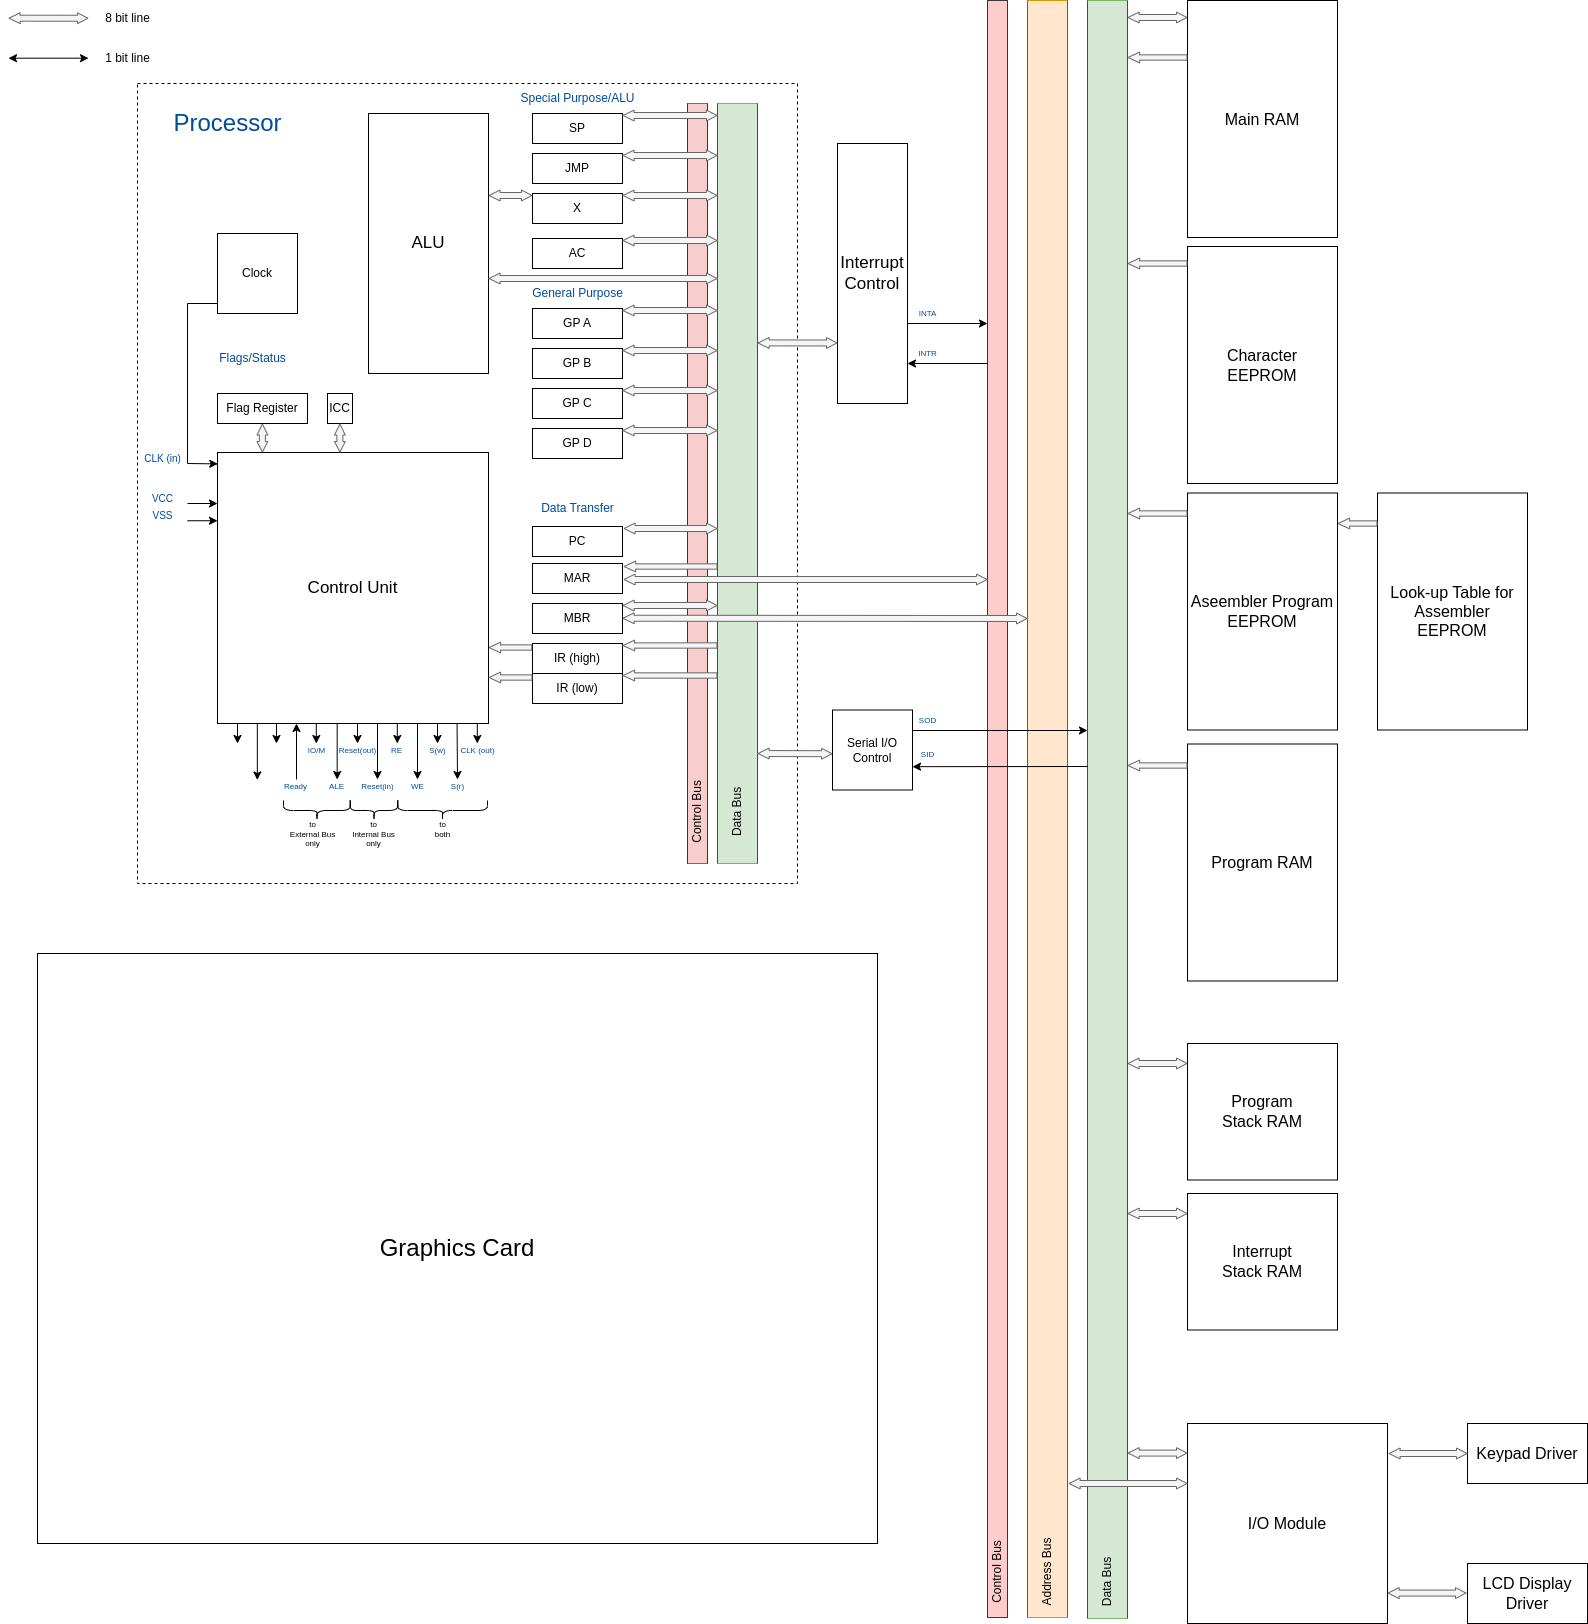 8 bit line
1 bit line
Processor
Special Purpose/ALU
SP
JMP
X
AC
ALU
General Purpose
GP A
GP B
GP C
GP D
Clock
Flags/Status
Flag Register
ICC
CLK (in)
VCC
VSS
Control Unit
Data Transfer
PC
MAR
MBR
IR (high)
IR (low)
IO/M
Reset(out)
RE
S(w)
CLK (out)
Ready
ALE
Reset(in)
WE
S(r)
to
External Bus
only
to
Internal Bus
only
to
both
Control Bus
Data Bus
Interrupt
Control
INTA
INTR
Serial I/O
Control
SOD
SID
Graphics Card
Control Bus
Address Bus
Data Bus
Main RAM
Character
EEPROM
Aseembler Program
EEPROM
Look-up Table for
Assembler
EEPROM
Program RAM
Program
Stack RAM
Interrupt
Stack RAM
I/O Module
Keypad Driver
LCD Display
Driver